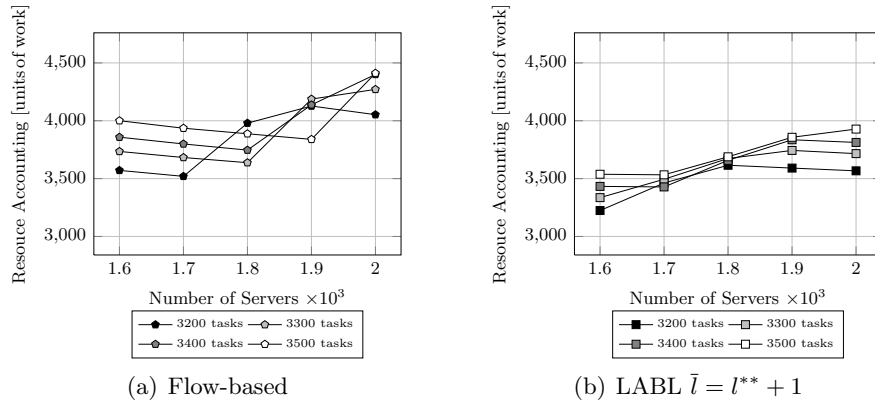 Resouce Accounting [units of work]
4,500
4,000
3,500
3,000
1.6 1.7 1.8 1.9 2
Number of Servers ×10³
3200 tasks 3300 tasks
3400 tasks 3500 tasks
(a) Flow-based
Resouce Accounting [units of work]
4,500
4,000
3,500
3,000
1.6 1.7 1.8 1.9 2
Number of Servers ×10³
3200 tasks 3300 tasks
3400 tasks 3500 tasks
(b) LABL l̄ = l** + 1